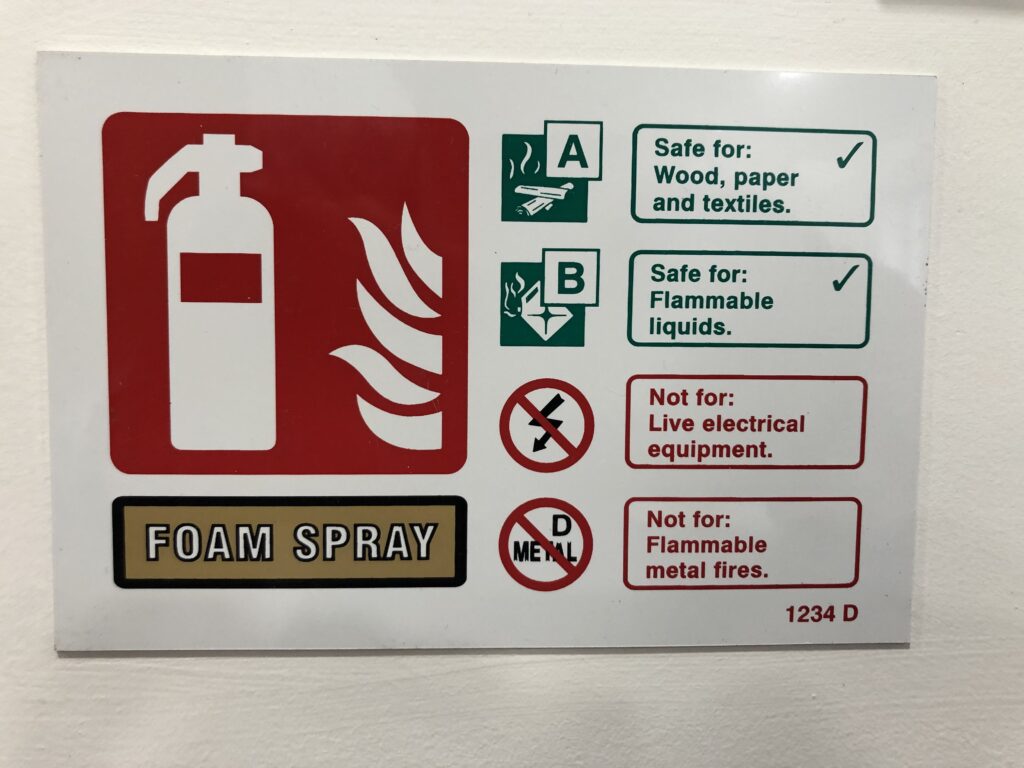 A
Safe for:
Wood, paper
and textiles.
B
Safe for:
Flammable
liquids.
Not for:
Live electrical
equipment.
FOAM SPRAY
D
METAL
Not for:
Flammable
metal fires.
1234 D